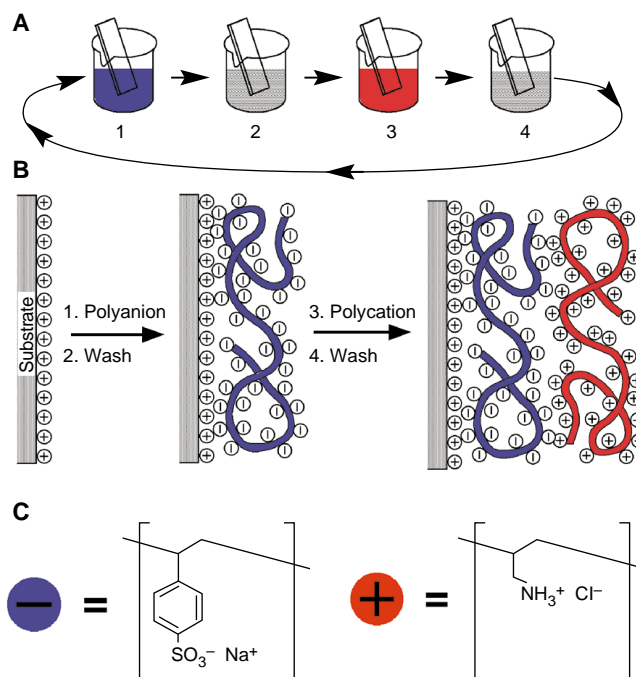 A
1 2 3 4
B
Substrate
1. Polyanion
2. Wash
3. Polycation
4. Wash
C
− =
SO₃⁻ Na⁺
+ =
NH₃⁺ Cl⁻